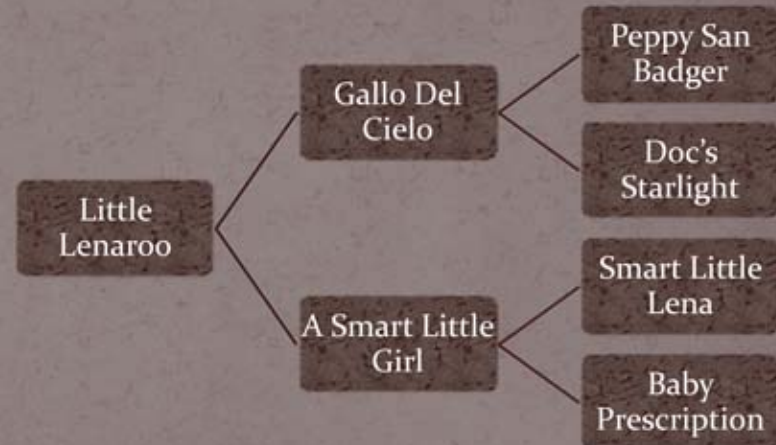 Little
Lenaroo
Gallo Del
Cielo
A Smart Little
Girl
Peppy San
Badger
Doc's
Starlight
Smart Little
Lena
Baby
Prescription